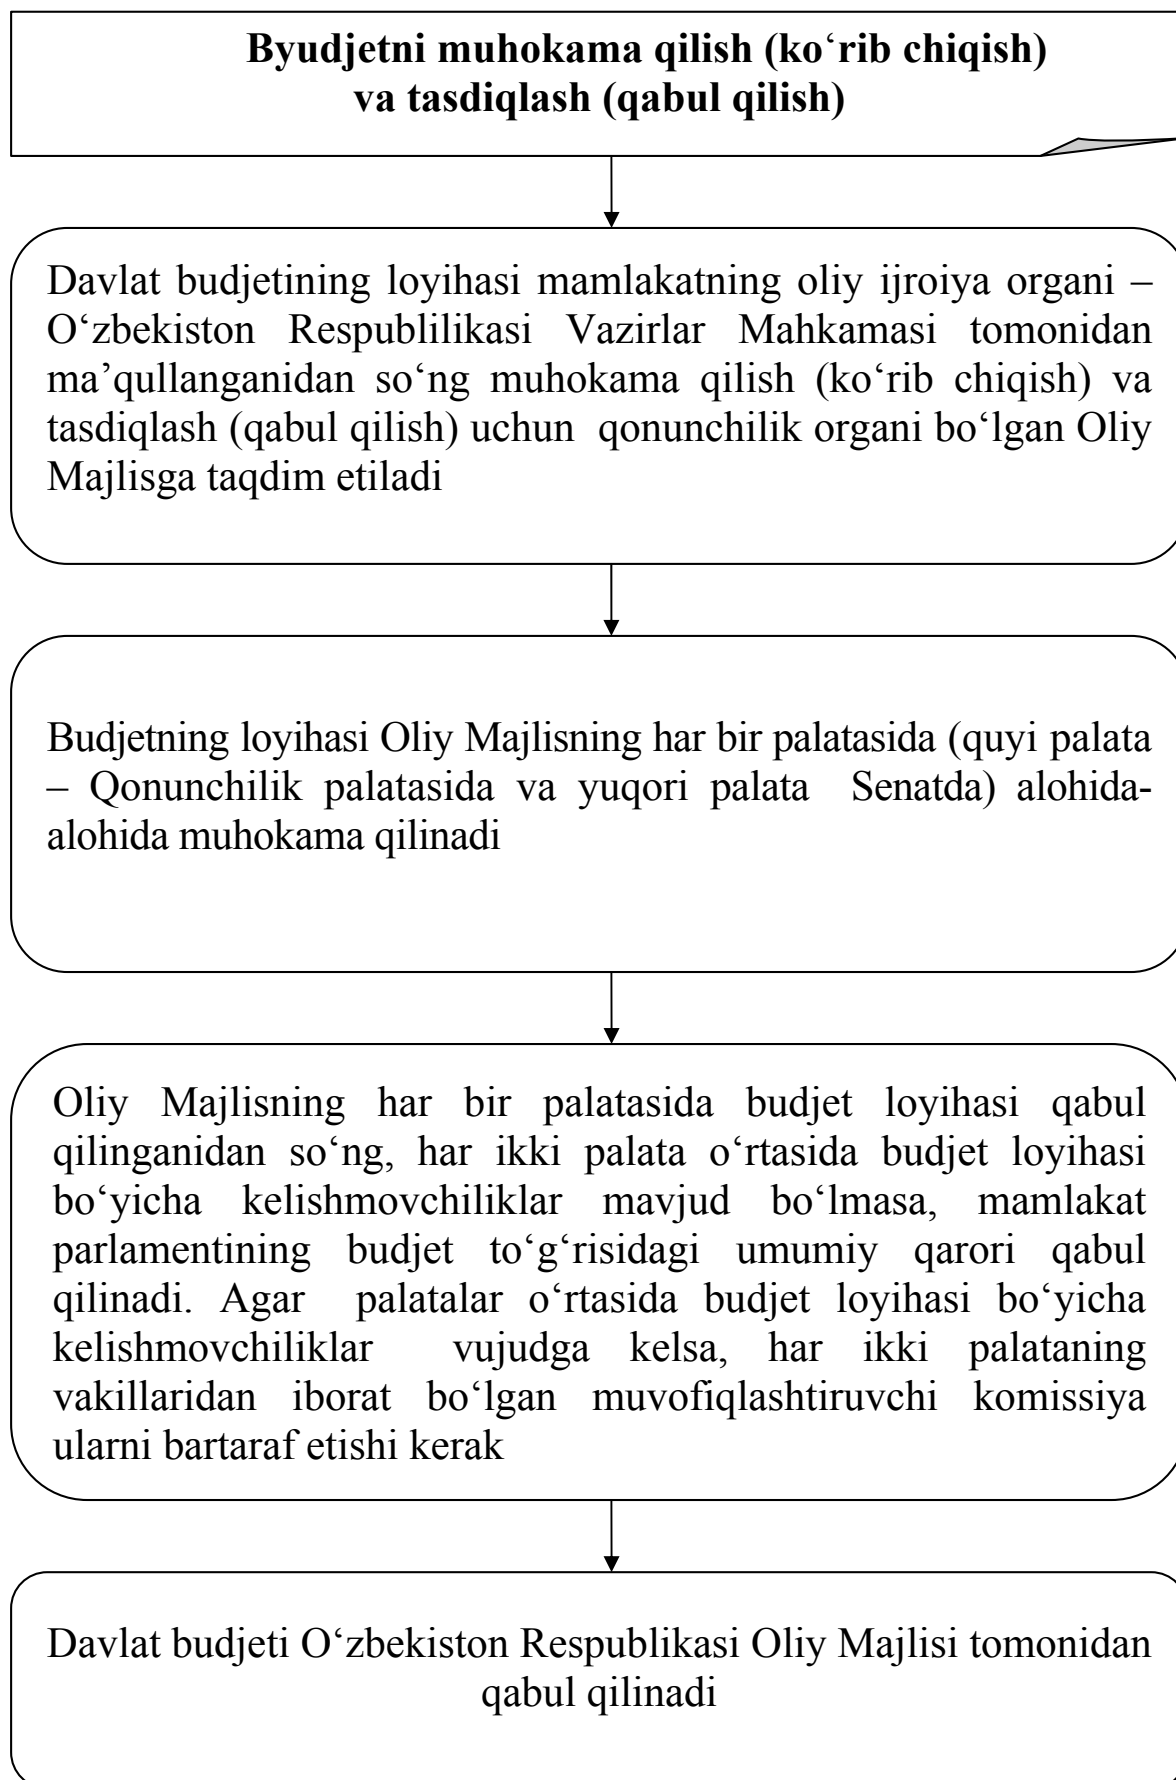 Byudjetni muhokama qilish (ko‘rib chiqish)
va tasdiqlash (qabul qilish)
Davlat budjetining loyihasi mamlakatning oliy ijroiya organi –
O‘zbekiston Respublilikasi Vazirlar Mahkamasi tomonidan
ma’qullanganidan so‘ng muhokama qilish (ko‘rib chiqish) va
tasdiqlash (qabul qilish) uchun qonunchilik organi bo‘lgan Oliy
Majlisga taqdim etiladi
Budjetning loyihasi Oliy Majlisning har bir palatasida (quyi palata
– Qonunchilik palatasida va yuqori palata Senatda) alohida-
alohida muhokama qilinadi
Oliy Majlisning har bir palatasida budjet loyihasi qabul
qilinganidan so‘ng, har ikki palata o‘rtasida budjet loyihasi
bo‘yicha kelishmovchiliklar mavjud bo‘lmasa, mamlakat
parlamentining budjet to‘g‘risidagi umumiy qarori qabul
qilinadi. Agar palatalar o‘rtasida budjet loyihasi bo‘yicha
kelishmovchiliklar vujudga kelsa, har ikki palataning
vakillaridan iborat bo‘lgan muvofiqlashtiruvchi komissiya
ularni bartaraf etishi kerak
Davlat budjeti O‘zbekiston Respublikasi Oliy Majlisi tomonidan
qabul qilinadi